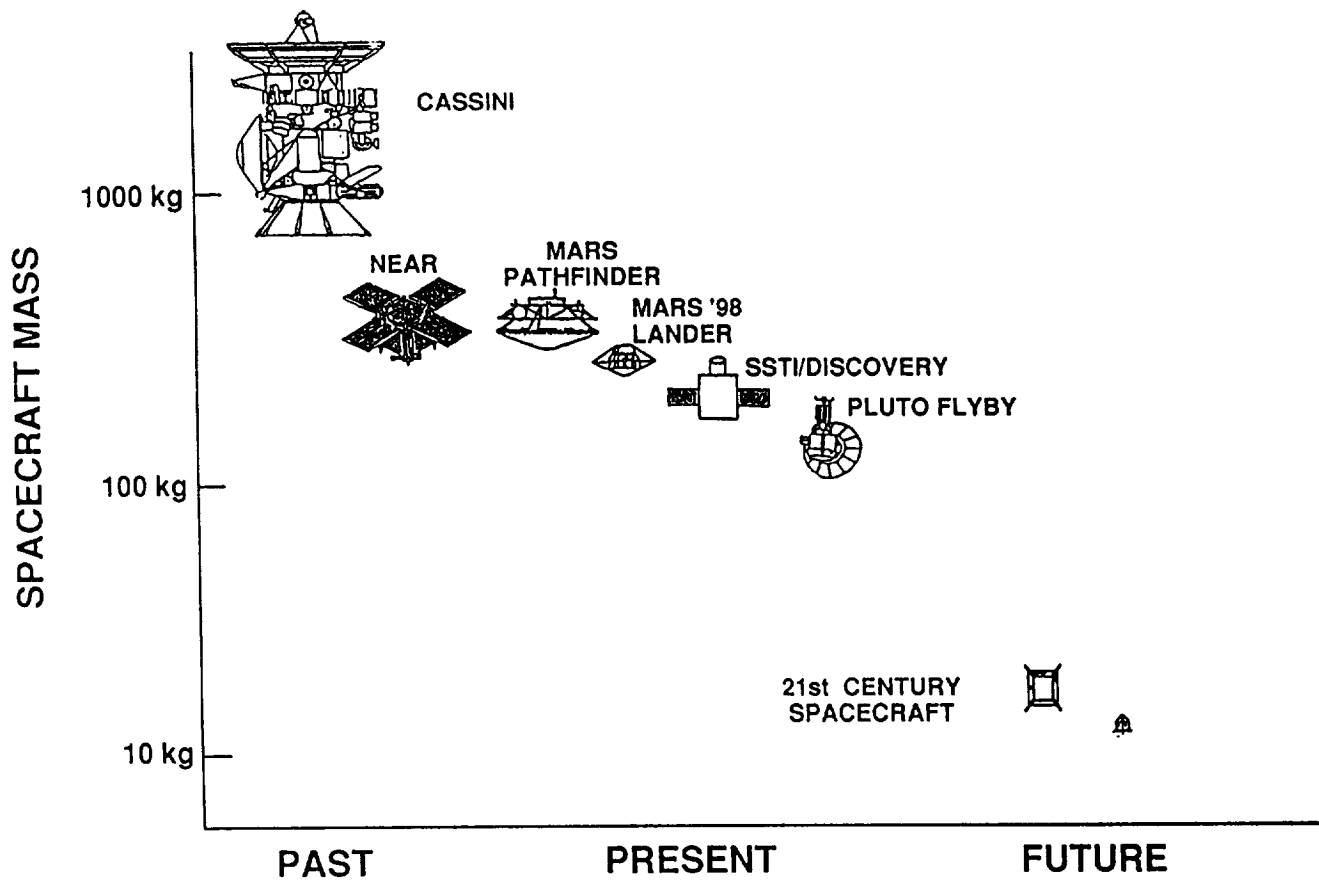 CASSINI
1000 kg
NEAR
MARS
PATHFINDER
MARS '98
LANDER
SSTI/DISCOVERY
PLUTO FLYBY
100 kg
SPACECRAFT MASS
21st CENTURY
SPACECRAFT
10 kg
PAST PRESENT FUTURE